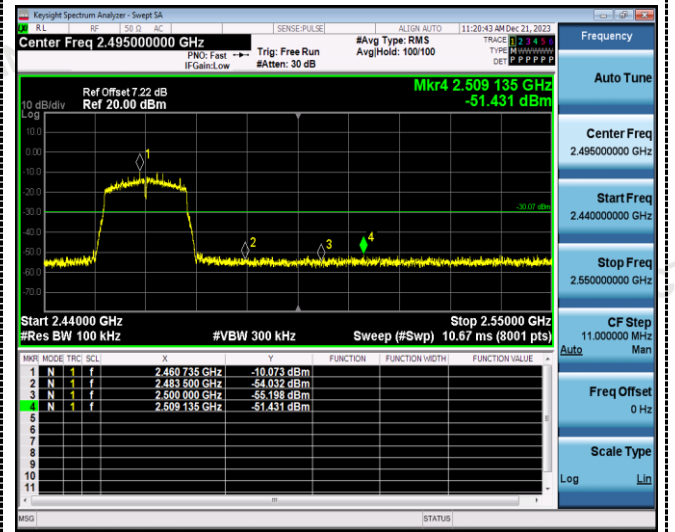 Keysight Spectrum Analyzer - Swept SA
RL RF 50 Ω AC SENSE:PULSE ALIGN AUTO 11:20:43 AM Dec 21, 2023
Center Freq 2.495000000 GHz
PNO: Fast
IFGain:Low
Trig: Free Run
#Atten: 30 dB
#Avg Type: RMS
Avg|Hold: 100/100
TRACE 1 2 3 4 5 6
TYPE M WWWWW
DET P P P P P P
Frequency
Auto Tune
Center Freq
2.495000000 GHz
Start Freq
2.440000000 GHz
Stop Freq
2.550000000 GHz
CF Step
11.000000 MHz
Auto Man
Freq Offset
0 Hz
Scale Type
Log Lin
Mkr4 2.509 135 GHz
-51.431 dBm
Ref Offset 7.22 dB
10 dB/div Ref 20.00 dBm
Log
10.0
0.00
-10.0
-20.0
-30.0
-40.0
-50.0
-60.0
-70.0
1
2
3
4
-30.07 dBm
Start 2.44000 GHz Stop 2.55000 GHz
#Res BW 100 kHz #VBW 300 kHz Sweep (#Swp) 10.67 ms (8001 pts)
MKR MODE TRC SCL X Y FUNCTION FUNCTION WIDTH FUNCTION VALUE
1 N 1 f 2.460 735 GHz -10.073 dBm
2 N 1 f 2.483 500 GHz -54.032 dBm
3 N 1 f 2.500 000 GHz -55.198 dBm
4 N 1 f 2.509 135 GHz -51.431 dBm
5
6
7
8
9
10
11
MSG STATUS